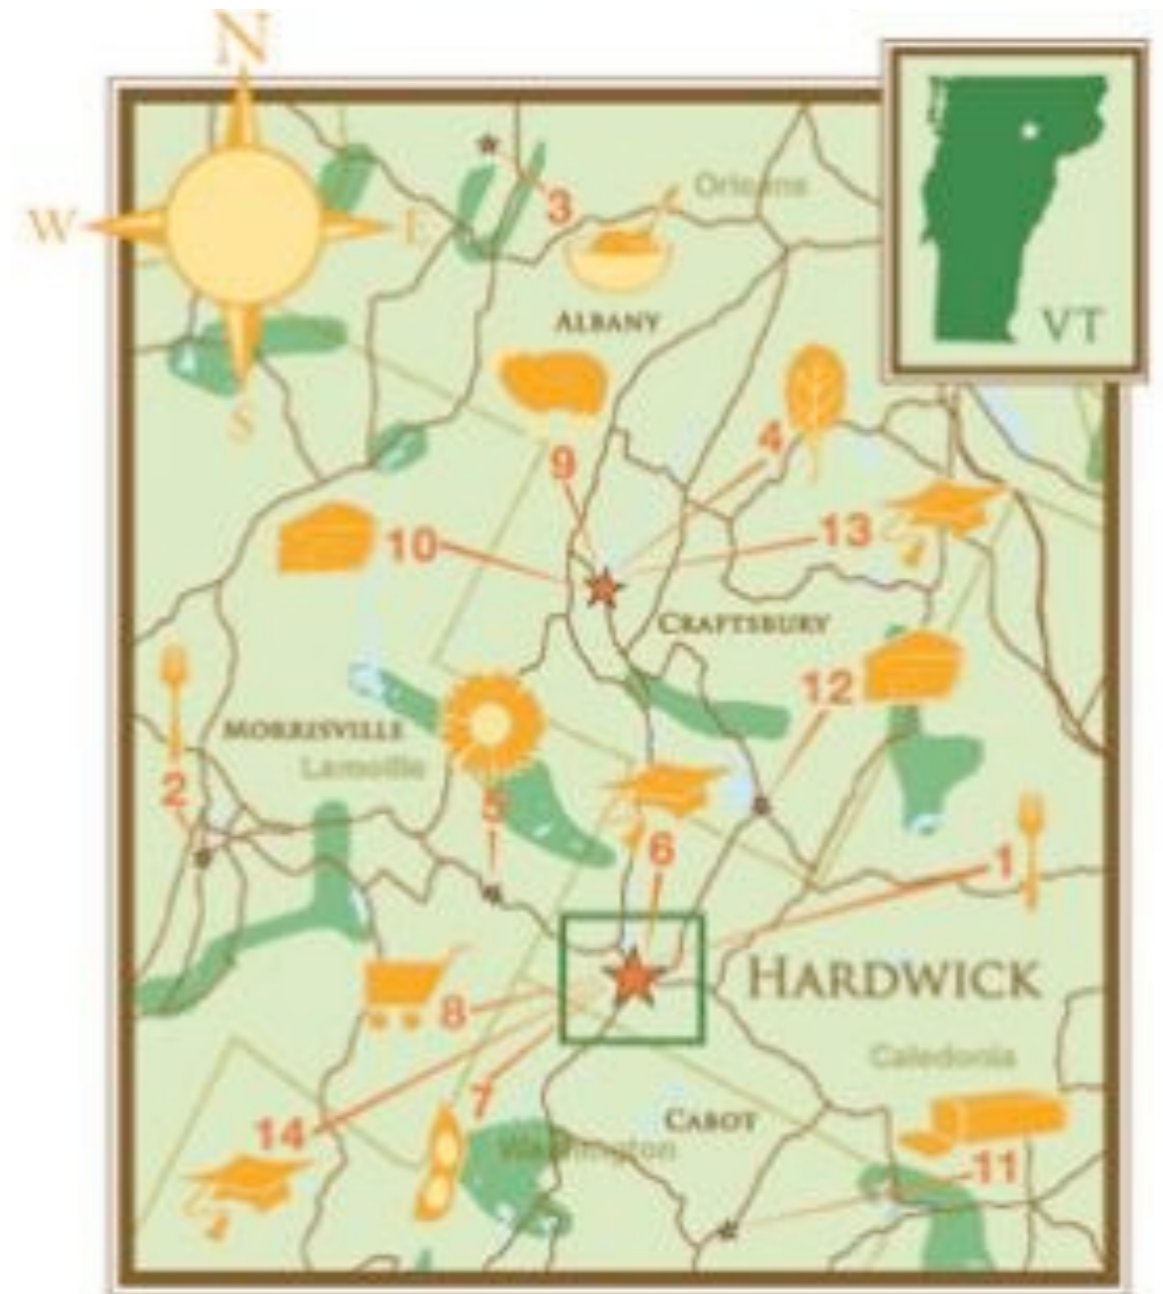 N
W
E
S
VT
3
Orleans
ALBANY
4
9
10
13
CRAFTSBURY
12
MORRISVILLE
Lamoille
2
5
6
1
HARDWICK
8
Caledonia
7
CABOT
14
Washington
11